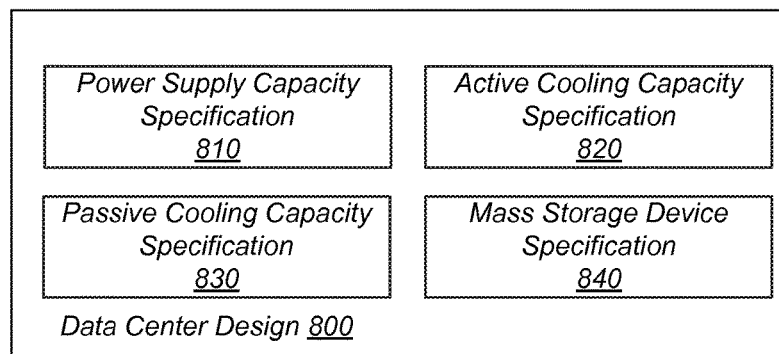 Power Supply Capacity
Specification
810
Active Cooling Capacity
Specification
820
Passive Cooling Capacity
Specification
830
Mass Storage Device
Specification
840
Data Center Design 800